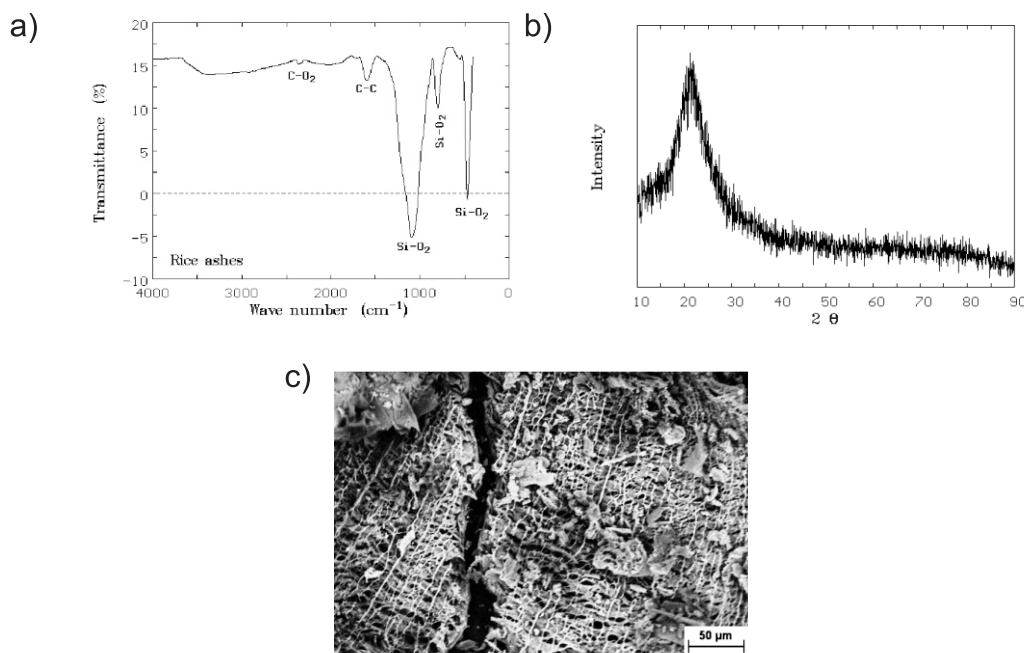 a)
20
15
10
5
0
-5
-10
Transmittance (%)
C-O2
C-C
Si-O2
Si-O2
Si-O2
Rice ashes
4000 3000 2000 1000 0
Wave number (cm-1)
b)
Intensity
10 20 30 40 50 60 70 80 90
2 θ
c)
50 µm